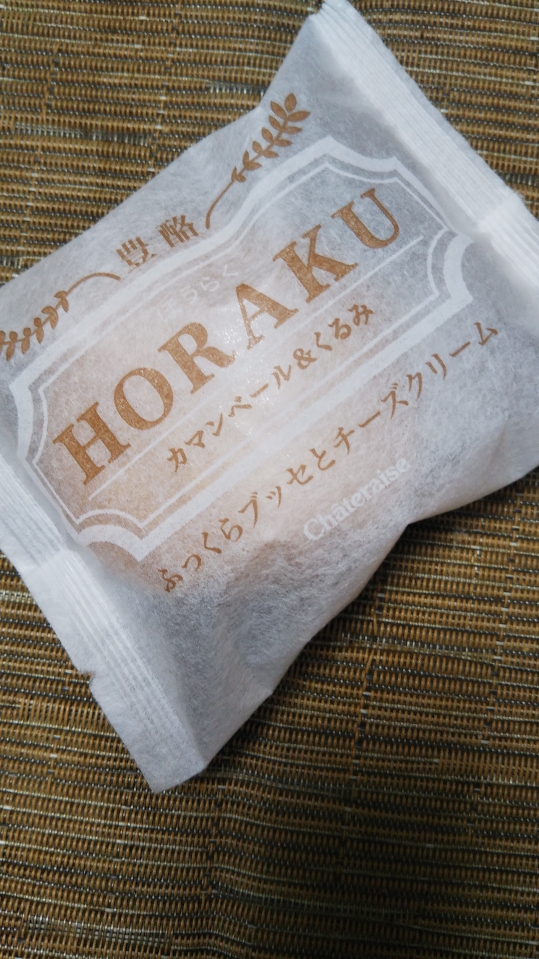 豊酪
ほうらく
HORAKU
カマンベール&くるみ
ふっくらブッセとチーズクリーム
Châteraisé